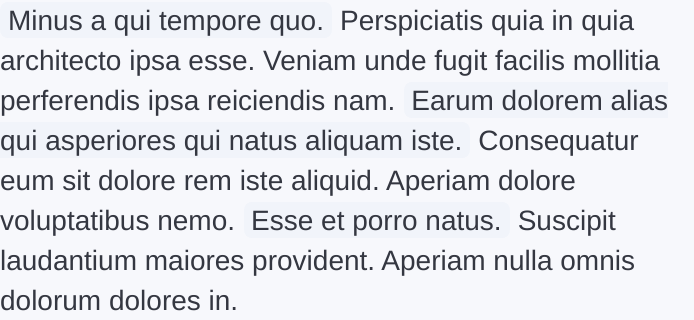 Minus a qui tempore quo. Perspiciatis quia in quia
architecto ipsa esse. Veniam unde fugit facilis mollitia
perferendis ipsa reiciendis nam. Earum dolorem alias
qui asperiores qui natus aliquam iste. Consequatur
eum sit dolore rem iste aliquid. Aperiam dolore
voluptatibus nemo. Esse et porro natus. Suscipit
laudantium maiores provident. Aperiam nulla omnis
dolorum dolores in.